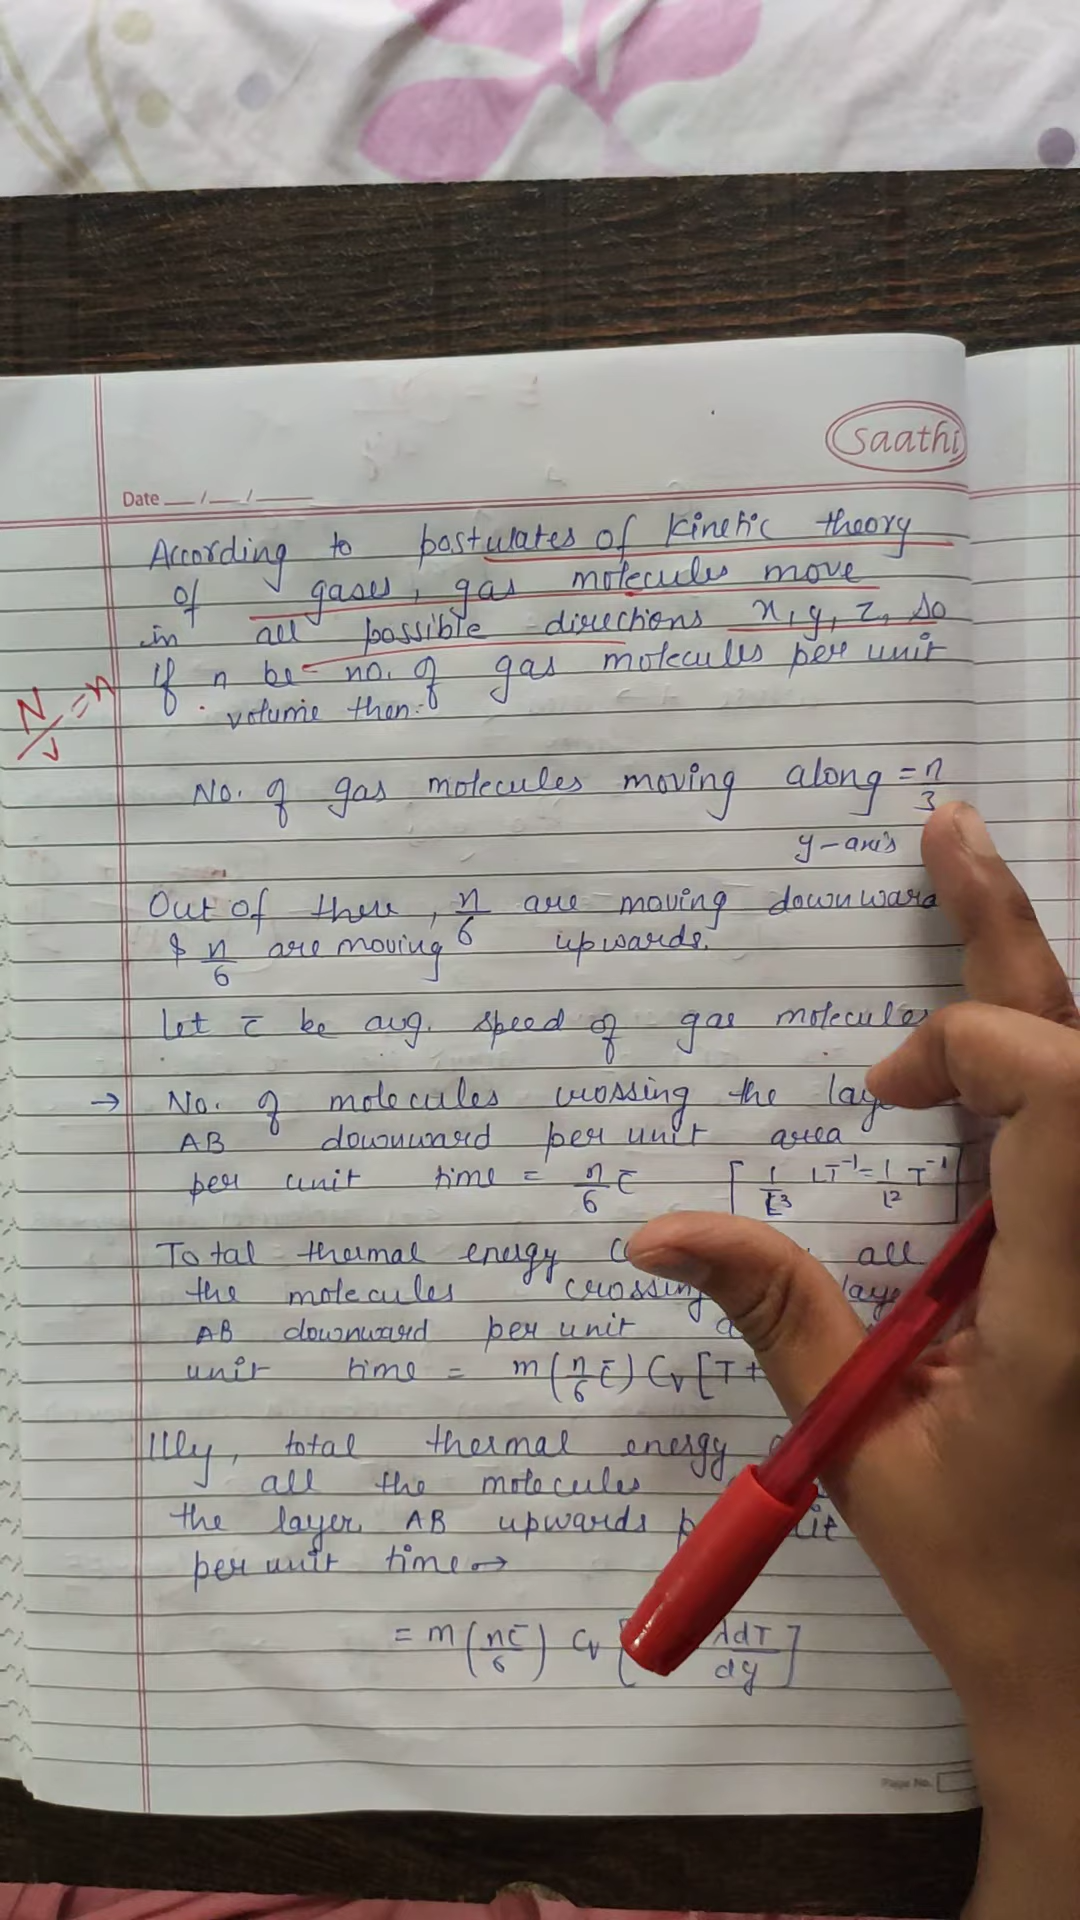 Saathi
Date __/__/____
According to postulates of kinetic theory
of gases, gas molecules move
in all possible directions x, y, z, so
If n be no. of gas molecules per unit
volume then:-
N/V = n
No. of gas molecules moving along = n/3
y-axis
Out of these, n/6 are moving downward
& n/6 are moving upwards.
Let c̄ be avg. speed of gas molecules
→ No. of molecules crossing the
AB downward per unit area
per unit time = n/6 c̄ [1/L³ LT⁻¹ = 1/L² T⁻¹]
Total thermal energy all
the molecules crossing
AB downward per unit
unit time = m(n/6 c̄) Cv [T +
Illy, total thermal energy
all the molecules
the layer AB upwards
per unit time →
= m (nc̄/6) Cv [ λdT/dy ]
Page No.